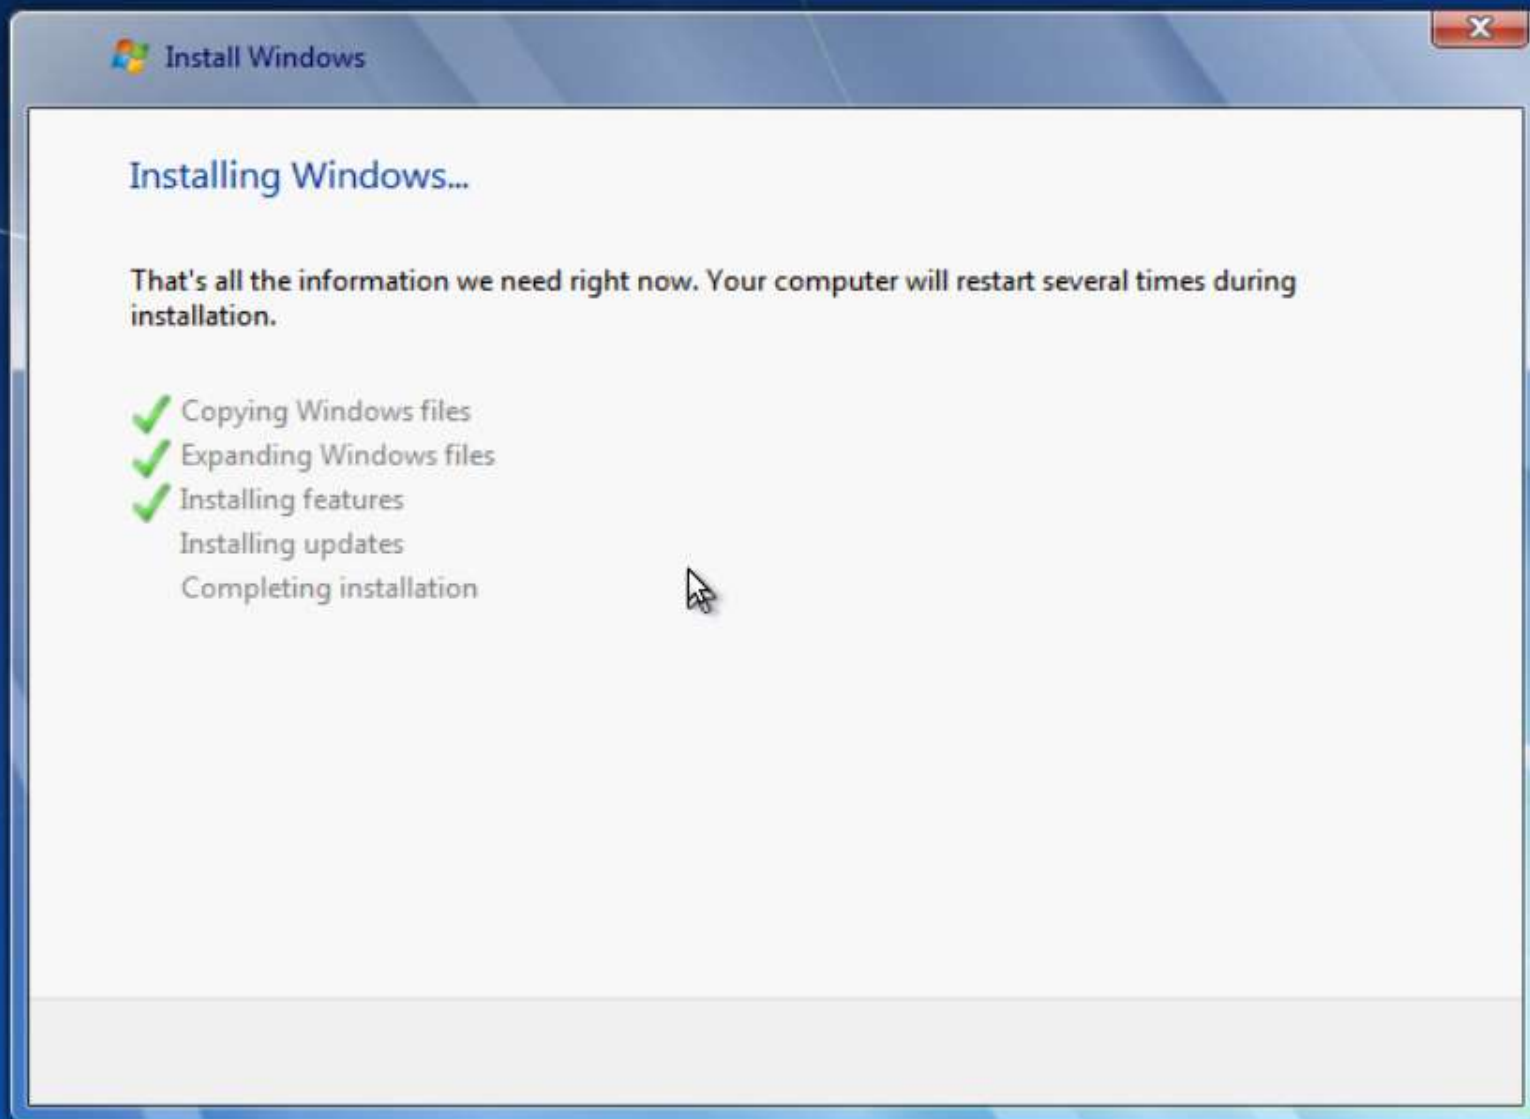 Install Windows
Installing Windows...
That's all the information we need right now. Your computer will restart several times during
installation.
Copying Windows files
Expanding Windows files
Installing features
Installing updates
Completing installation